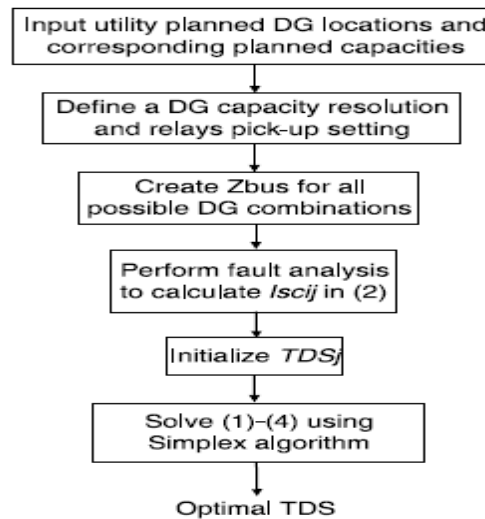 Input utility planned DG locations and
corresponding planned capacities
Define a DG capacity resolution
and relays pick-up setting
Create Zbus for all
possible DG combinations
Perform fault analysis
to calculate Iscij in (2)
Initialize TDSj
Solve (1)-(4) using
Simplex algorithm
Optimal TDS